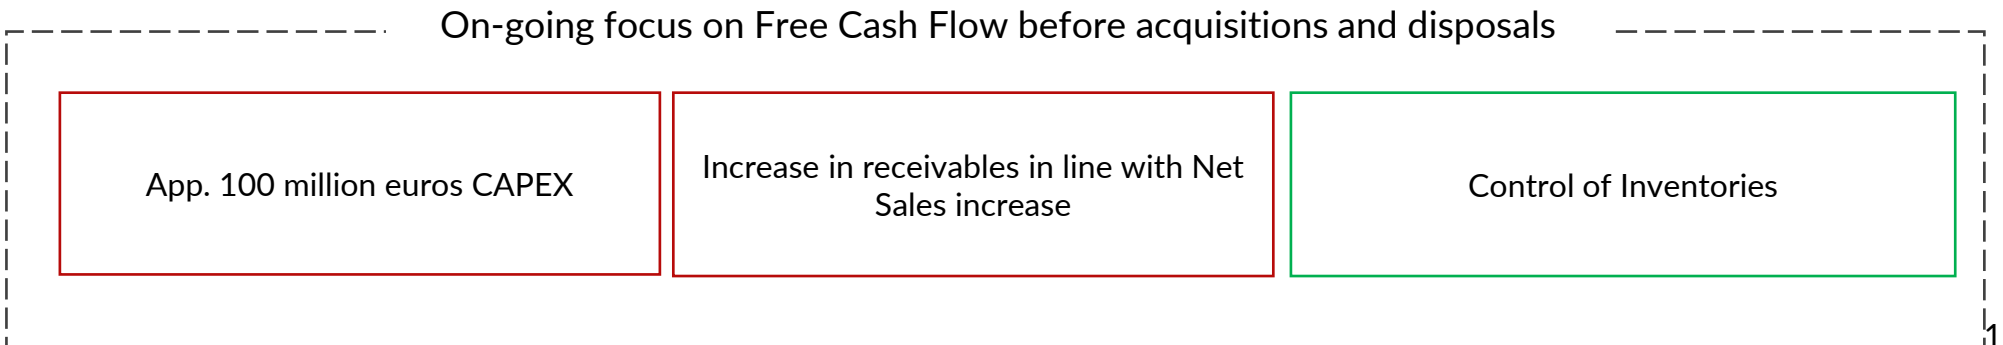 On-going focus on Free Cash Flow before acquisitions and disposals
App. 100 million euros CAPEX
Increase in receivables in line with Net
Sales increase
Control of Inventories
1